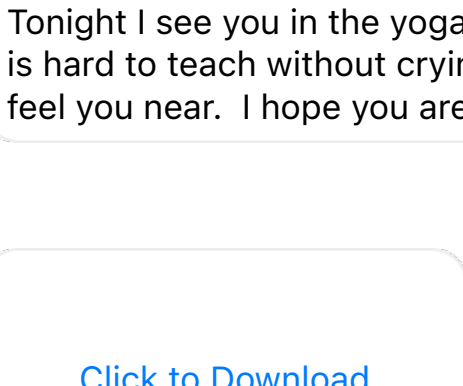 Tonight I see you in the yoga
is hard to teach without
feel you near.  I hope you are
Click to Download